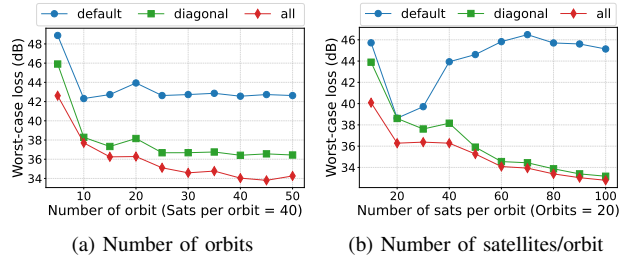 default diagonal all
Worst-case loss (dB)
48
46
44
42
40
38
36
34
10 20 30 40 50
Number of orbit (Sats per orbit = 40)
(a) Number of orbits
default diagonal all
Worst-case loss (dB)
46
44
42
40
38
36
34
20 40 60 80 100
Number of sats per orbit (Orbits = 20)
(b) Number of satellites/orbit